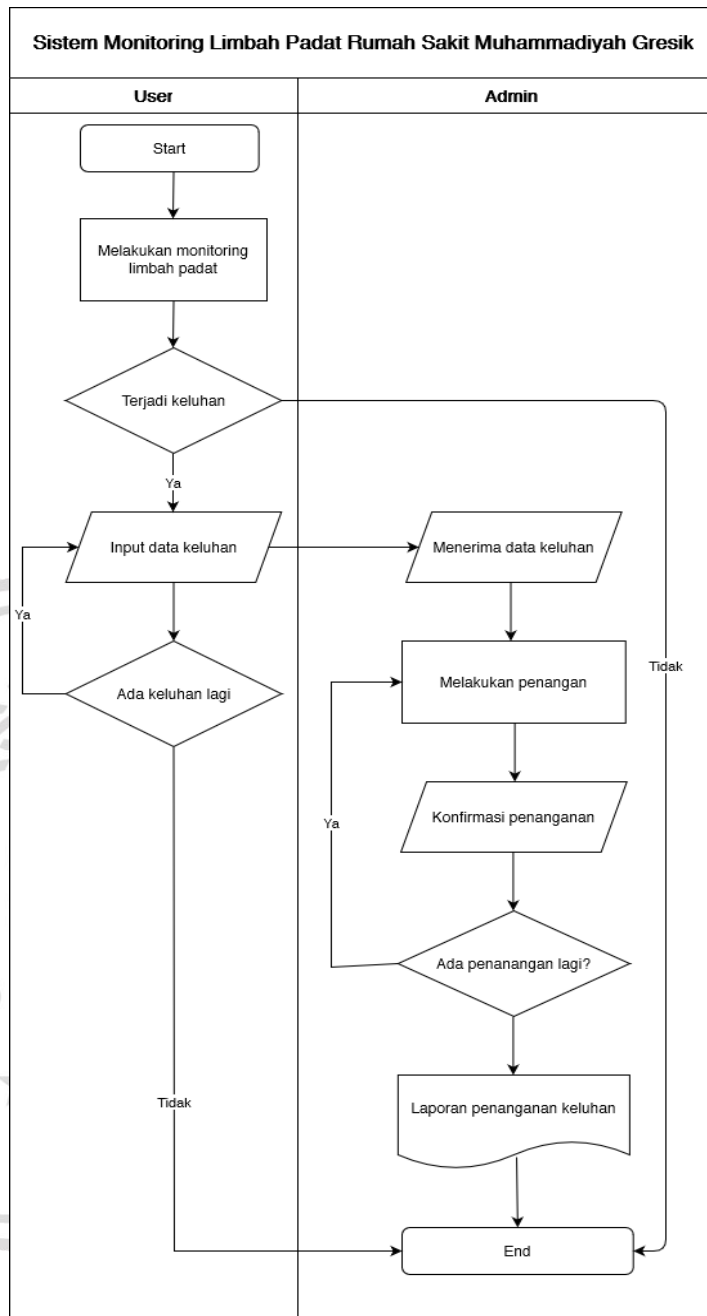 Sistem Monitoring Limbah Padat Rumah Sakit Muhammadiyah Gresik
User
Admin
Start
Melakukan monitoring
limbah padat
Terjadi keluhan
Ya
Input data keluhan
Menerima data keluhan
Ya
Ada keluhan lagi
Melakukan penangan
Tidak
Konfirmasi penanganan
Ya
Ada penanangan lagi?
Tidak
Laporan penanganan keluhan
End